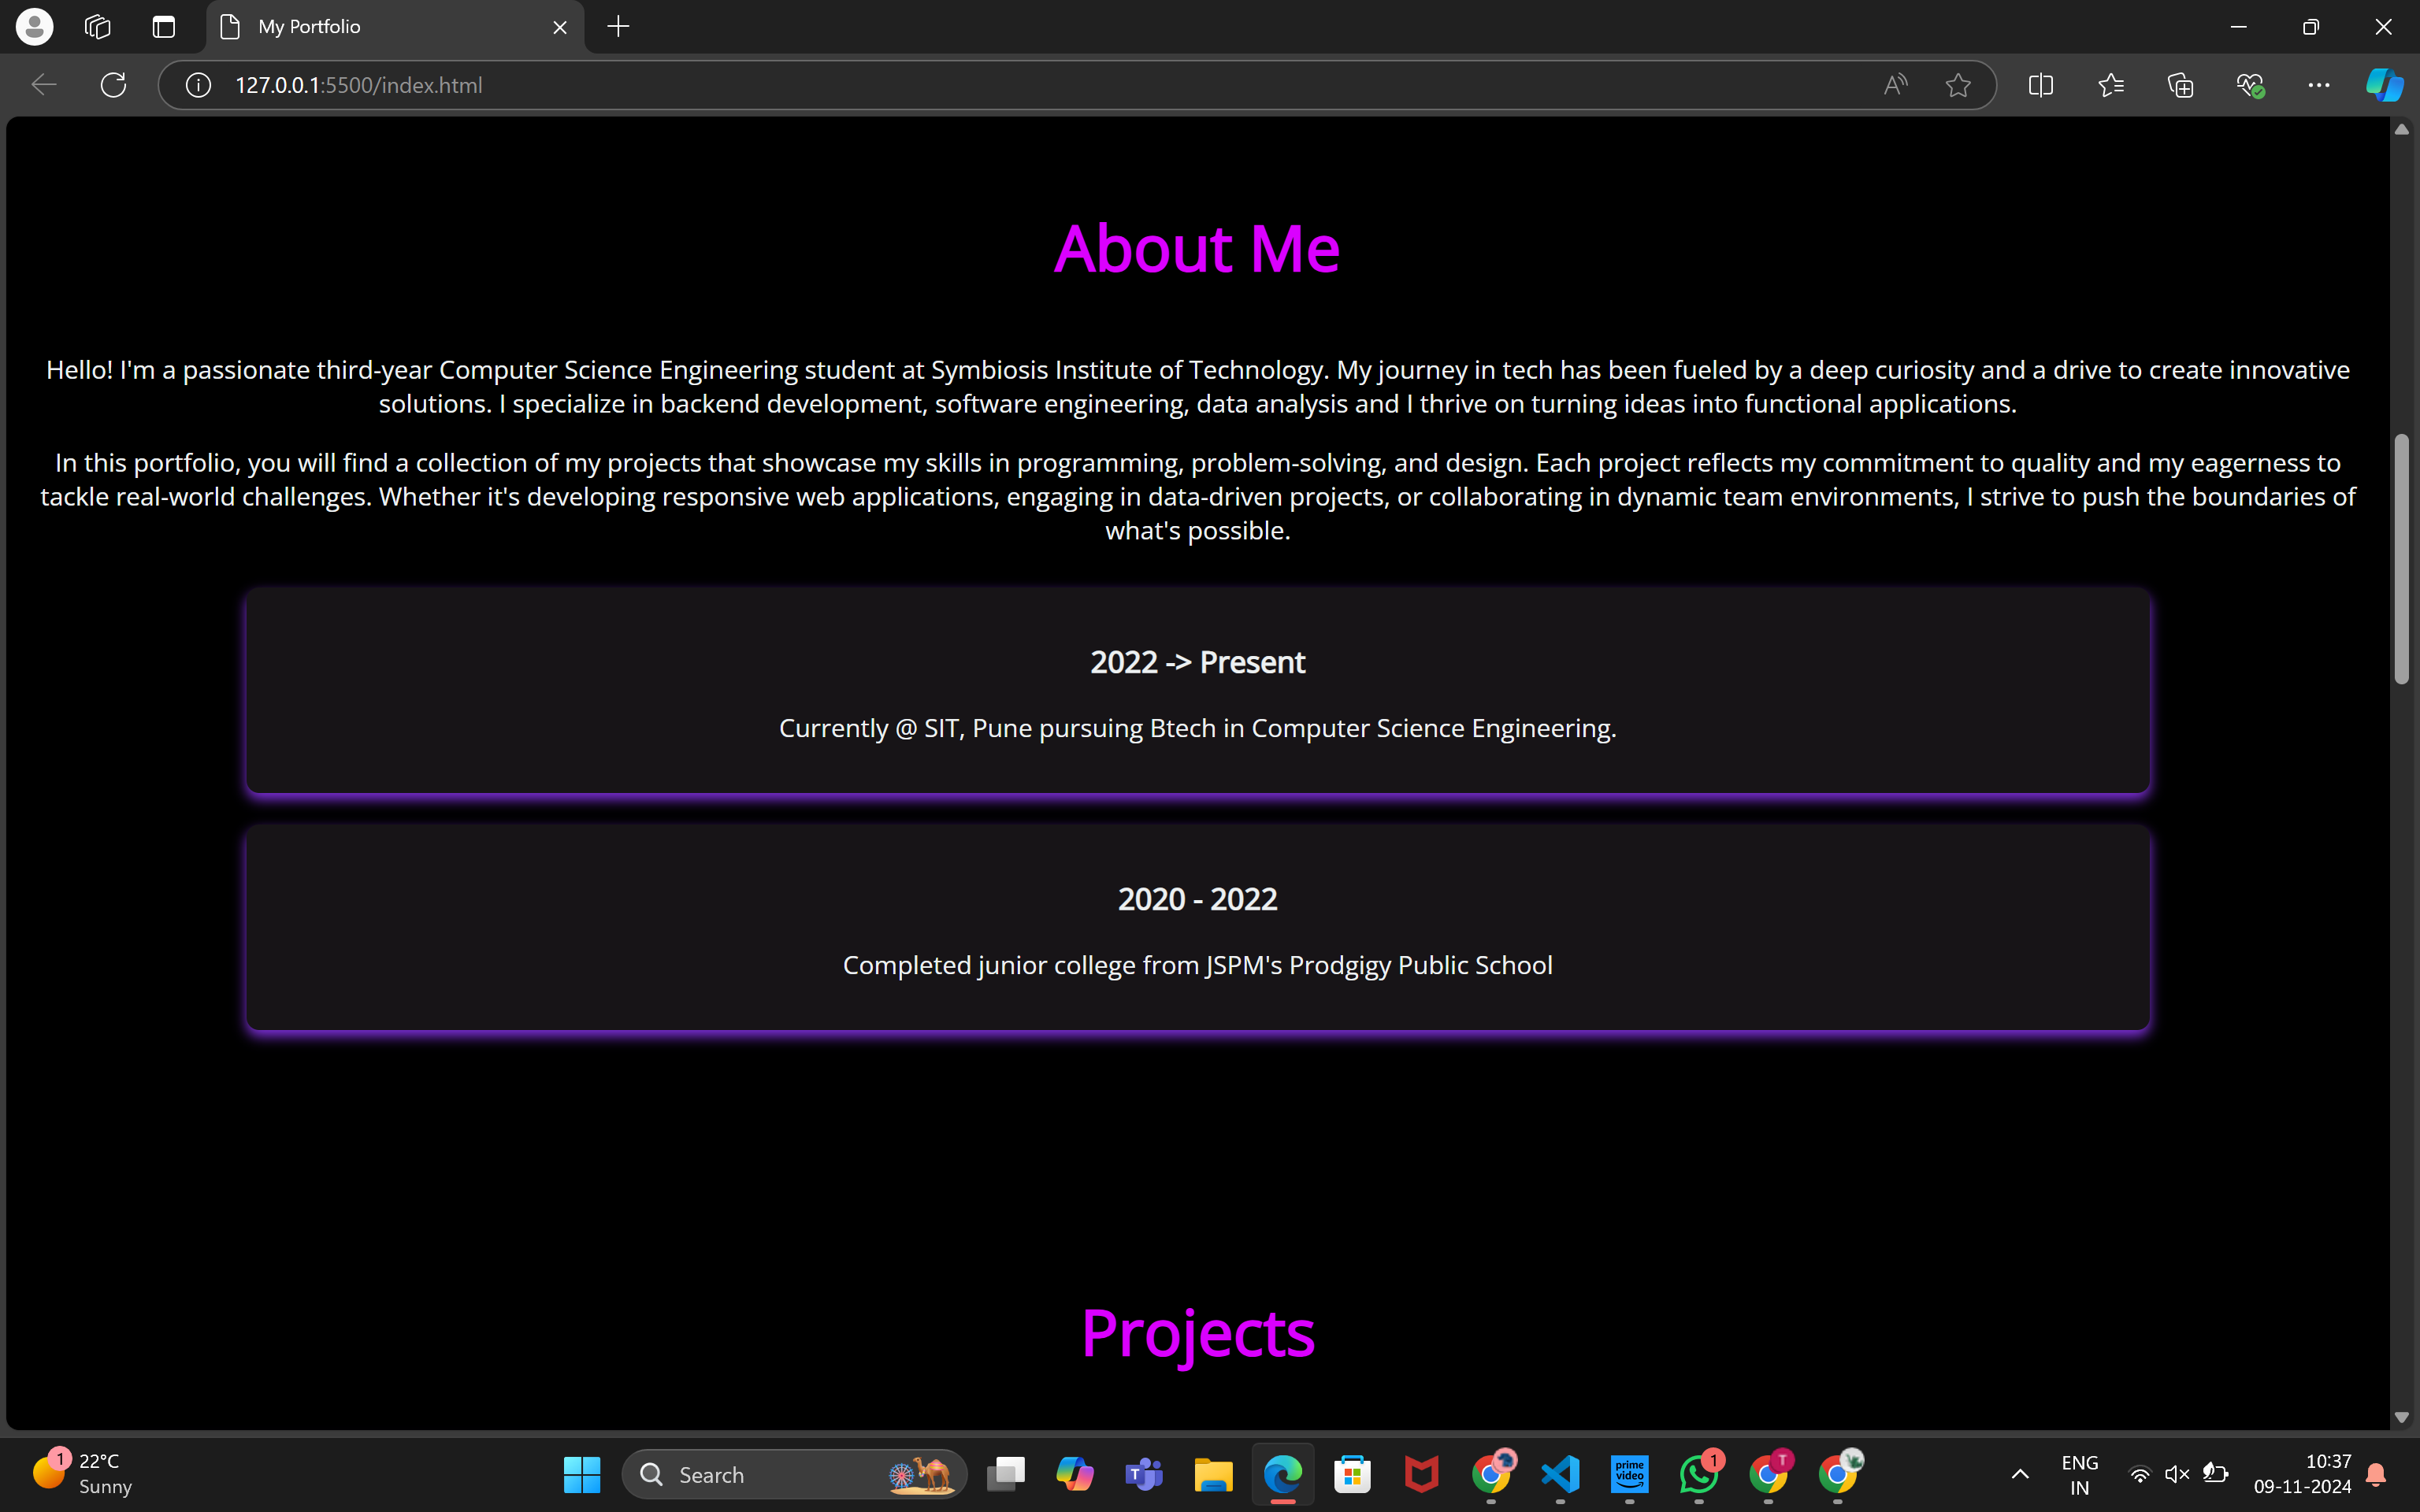 My Portfolio
127.0.0.1:5500/index.html
About Me
Hello! I'm a passionate third-year Computer Science Engineering student at Symbiosis Institute of Technology. My journey in tech has been fueled by a deep curiosity and a drive to create innovative
solutions. I specialize in backend development, software engineering, data analysis and I thrive on turning ideas into functional applications.
In this portfolio, you will find a collection of my projects that showcase my skills in programming, problem-solving, and design. Each project reflects my commitment to quality and my eagerness to
tackle real-world challenges. Whether it's developing responsive web applications, engaging in data-driven projects, or collaborating in dynamic team environments, I strive to push the boundaries of
what's possible.
2022 -> Present
Currently @ SIT, Pune pursuing Btech in Computer Science Engineering.
2020 - 2022
Completed junior college from JSPM's Prodgigy Public School
Projects
1
22°C
Sunny
Search
T
prime video
1
T
ENG
IN
10:37
09-11-2024